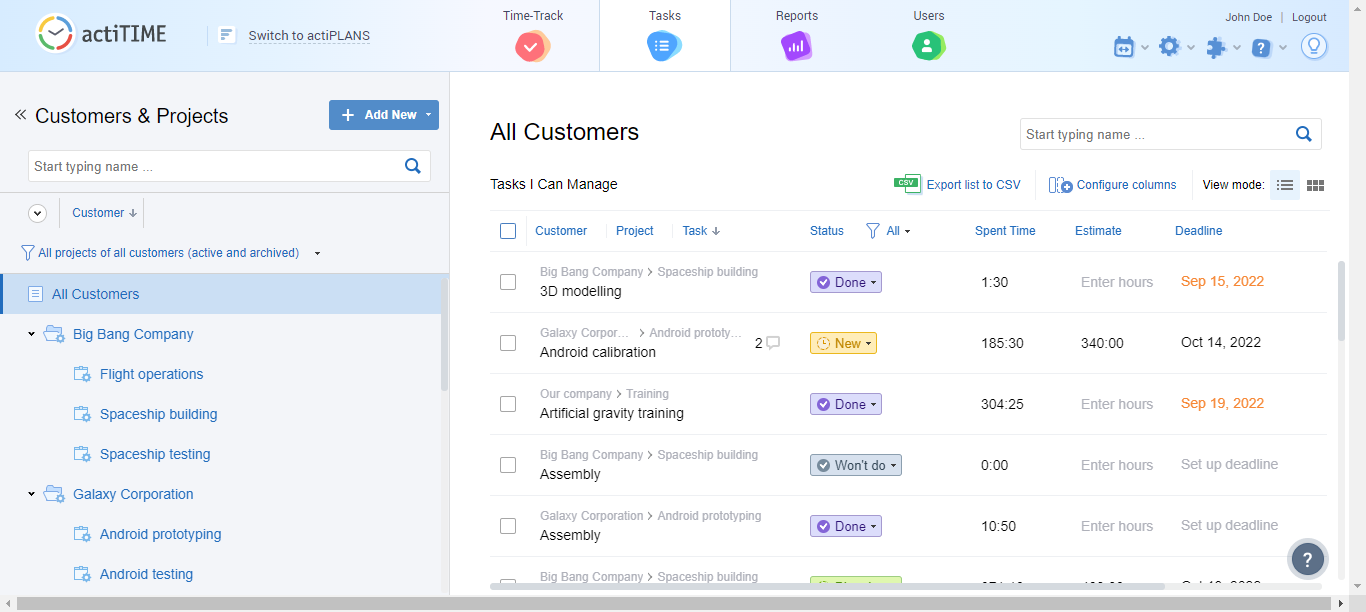 actiTIME
Switch to actiPLANS
Time-Track
Tasks
Reports
Users
John Doe | Logout
Customers & Projects
Add New
Start typing name ...
Customer
All projects of all customers (active and archived)
All Customers
Big Bang Company
Flight operations
Spaceship building
Spaceship testing
Galaxy Corporation
Android prototyping
Android testing
All Customers
Start typing name ...
Tasks I Can Manage
CSV Export list to CSV
Configure columns
View mode:
Customer Project Task Status All Spent Time Estimate Deadline
Big Bang Company > Spaceship building
3D modelling Done 1:30 Enter hours Sep 15, 2022
Galaxy Corpor... > Android prototy...
Android calibration 2 New 185:30 340:00 Oct 14, 2022
Our company > Training
Artificial gravity training Done 304:25 Enter hours Sep 19, 2022
Big Bang Company > Spaceship building
Assembly Won't do 0:00 Enter hours Set up deadline
Galaxy Corporation > Android prototyping
Assembly Done 10:50 Enter hours Set up deadline
?
Big Bang Company > Spaceship building